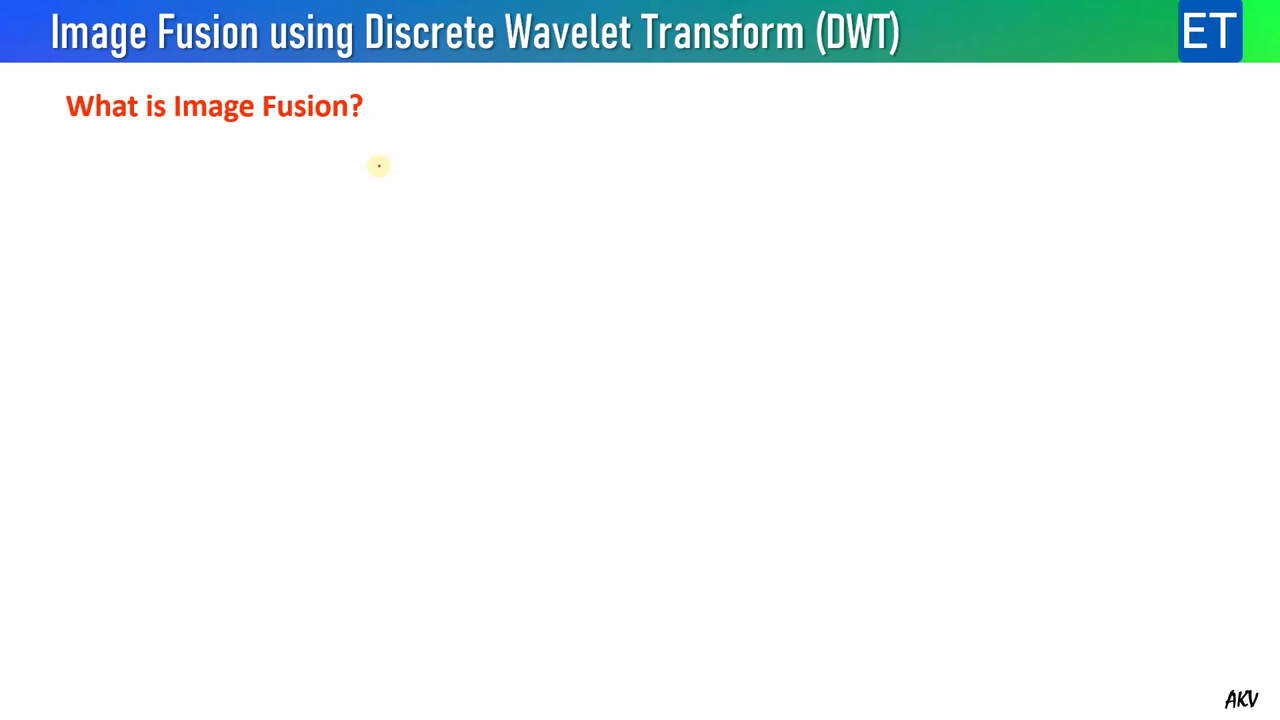 Image Fusion using Discrete Wavelet Transform (DWT)
ET
What is Image Fusion?
AKV